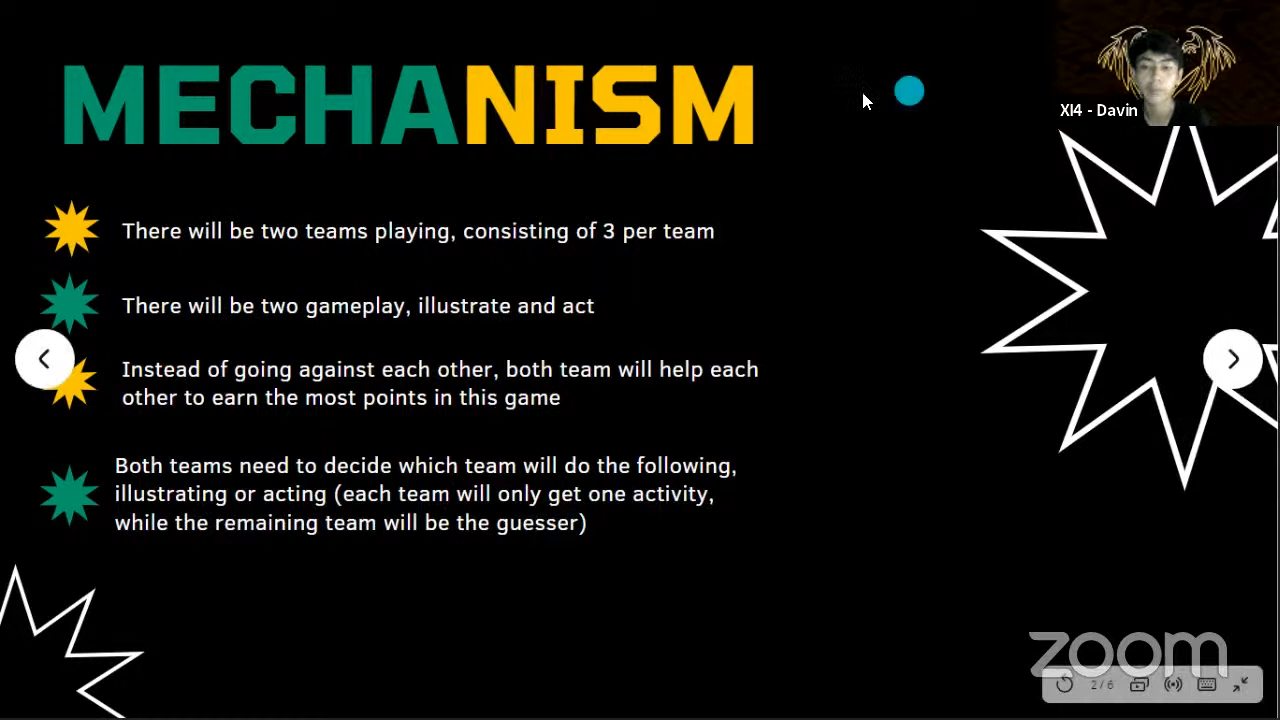 MECHANISM
XI4 - Davin
There will be two teams playing, consisting of 3 per team
There will be two gameplay, illustrate and act
Instead of going against each other, both team will help each
other to earn the most points in this game
Both teams need to decide which team will do the following,
illustrating or acting (each team will only get one activity,
while the remaining team will be the guesser)
zoom
2/6